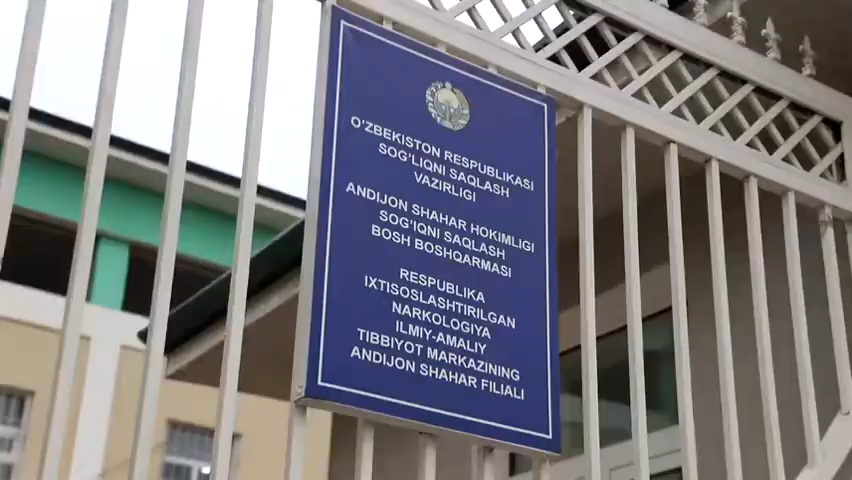 O'ZBEKISTON RESPUBLIKASI
SOG'LIQNI SAQLASH
VAZIRLIGI
ANDIJON SHAHAR HOKIMLIGI
SOG'IQNI SAQLASH
BOSH BOSHQARMASI
RESPUBLIKA
IXTISOSLASHTIRILGAN
NARKOLOGIYA
ILMIY-AMALIY
TIBBIYOT MARKAZINING
ANDIJON SHAHAR FILIALI